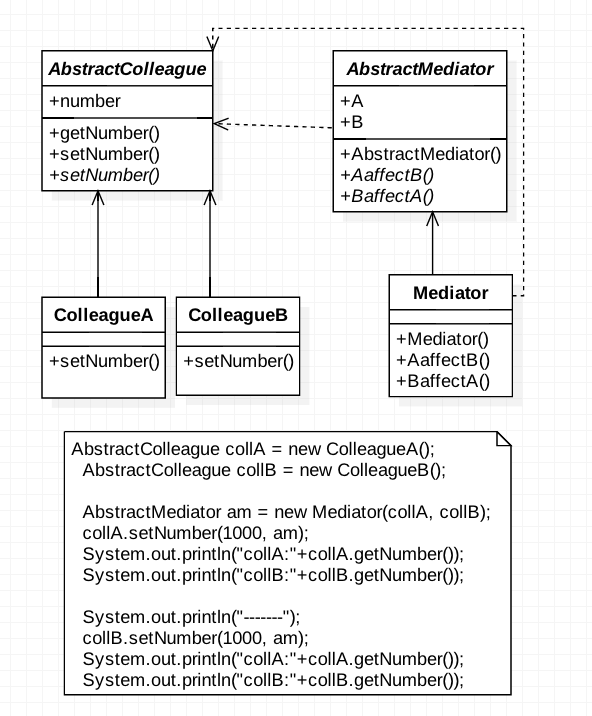 AbstractColleague
+number
+getNumber()
+setNumber()
+setNumber()
AbstractMediator
+A
+B
+AbstractMediator()
+AaffectB()
+BaffectA()
ColleagueA
+setNumber()
ColleagueB
+setNumber()
Mediator
+Mediator()
+AaffectB()
+BaffectA()
AbstractColleague collA = new ColleagueA();
AbstractColleague collB = new ColleagueB();
AbstractMediator am = new Mediator(collA, collB);
collA.setNumber(1000, am);
System.out.println("collA:"+collA.getNumber());
System.out.println("collB:"+collB.getNumber());
System.out.println("-------");
collB.setNumber(1000, am);
System.out.println("collA:"+collA.getNumber());
System.out.println("collB:"+collB.getNumber());